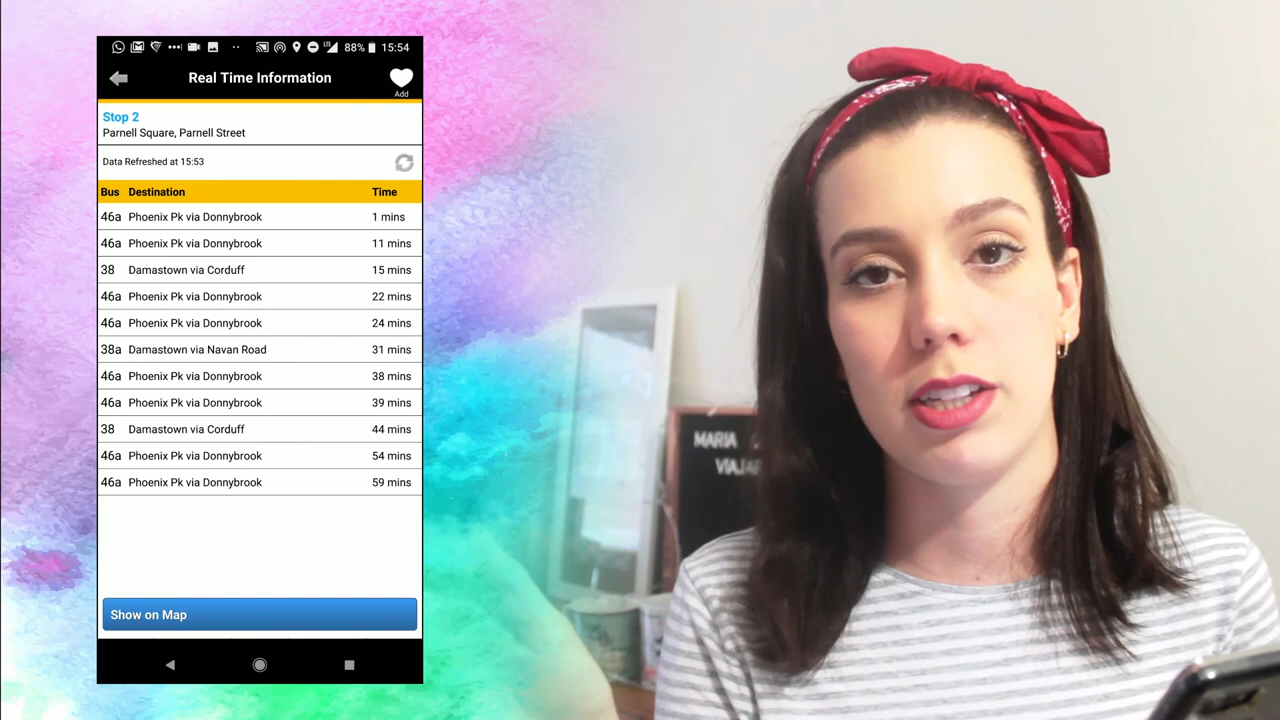 LTE 88% 15:54
Real Time Information
Add
Stop 2
Parnell Square, Parnell Street
Data Refreshed at 15:53
Bus Destination Time
46a Phoenix Pk via Donnybrook 1 mins
46a Phoenix Pk via Donnybrook 11 mins
38 Damastown via Corduff 15 mins
46a Phoenix Pk via Donnybrook 22 mins
46a Phoenix Pk via Donnybrook 24 mins
38a Damastown via Navan Road 31 mins
46a Phoenix Pk via Donnybrook 38 mins
46a Phoenix Pk via Donnybrook 39 mins
38 Damastown via Corduff 44 mins
46a Phoenix Pk via Donnybrook 54 mins
46a Phoenix Pk via Donnybrook 59 mins
Show on Map
MARIA
VIAJAR